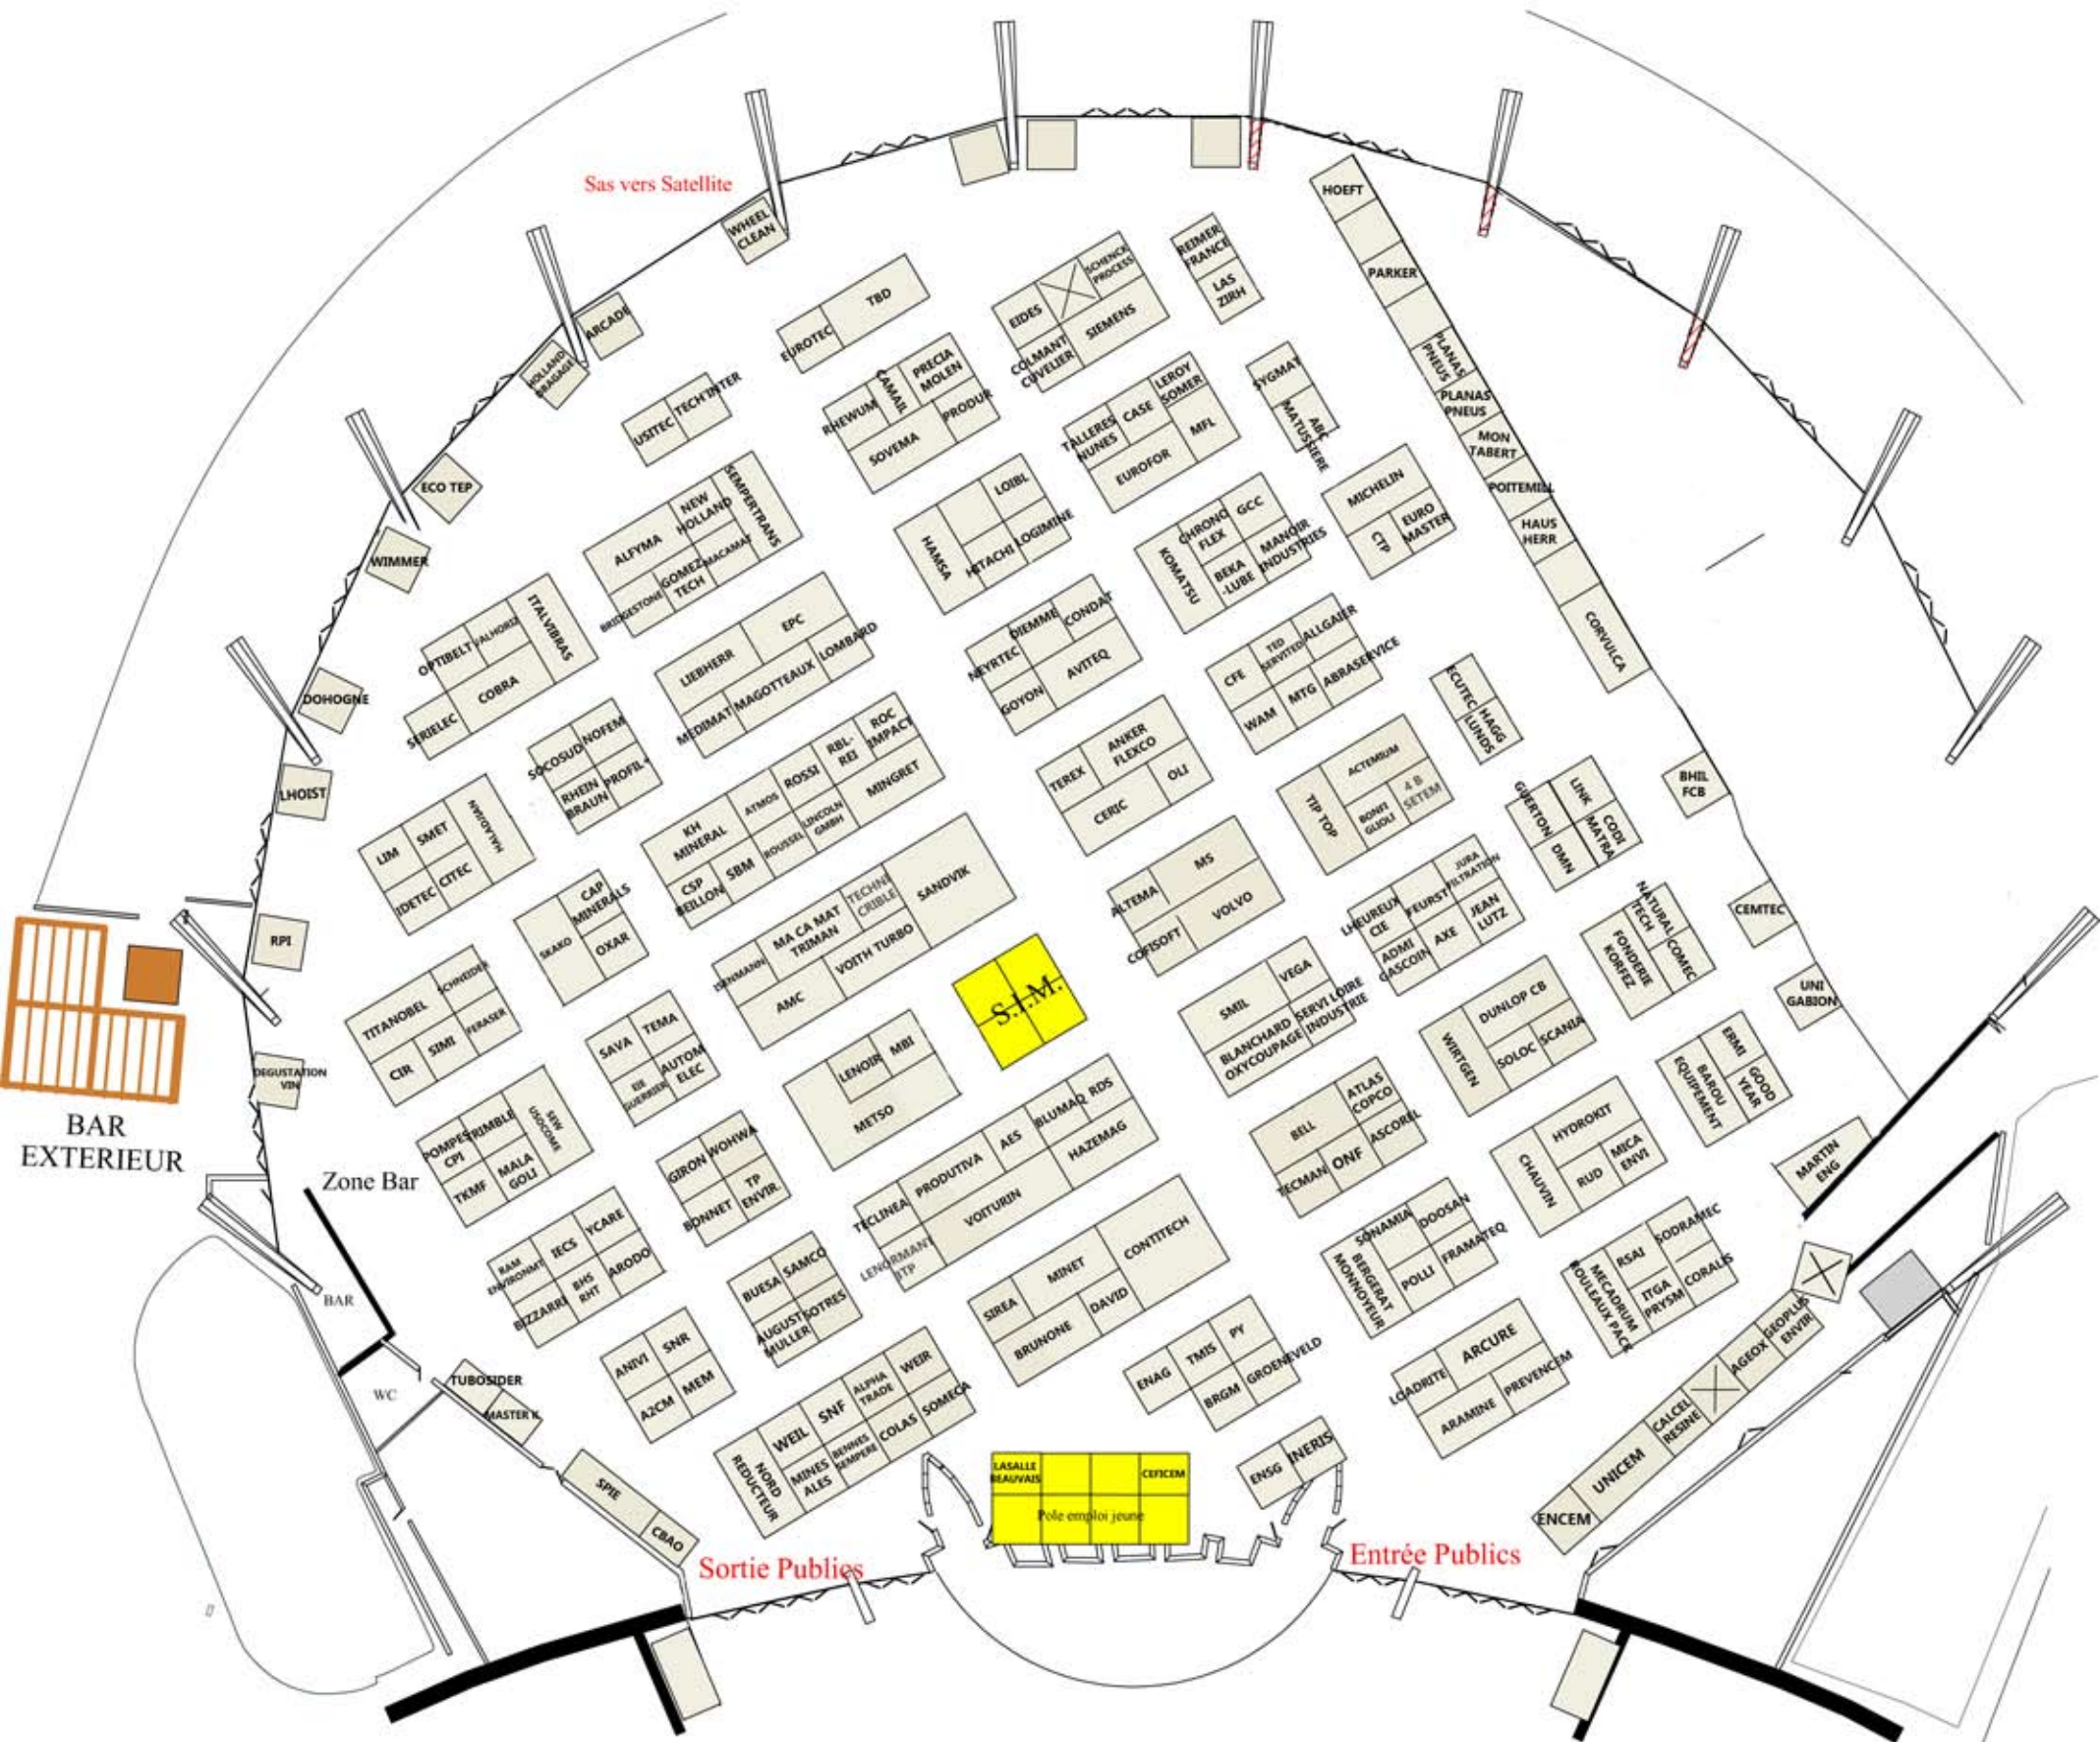 Sas vers Satellite
HOEFT
PARKER
PLANAS
PNEUS
PLANAS
PNEUS
MON
TABERT
POITEMILL
HAUS
HERR
CORVULCA
WHEEL
CLEAN
ARCADE
HOLLAND
DRAGAGE
ECO TEP
WIMMER
DOHOGNE
LHOIST
RPI
DEGUSTATION
VIN
BAR
EXTERIEUR
Zone Bar
BAR
WC
REIMER
FRANCE
LAS
ZIRH
EIDES
SCHENCK
PROCESS
COLMANT
CUVELIER
SIEMENS
EUROTEC
TBD
USITEC
TECH'INTER
RHEWUM
CAMAIL
PRECIA
MOLEN
SOVEMA
PRODUR
TALLERES
NUNES
CASE
LEROY
SOMER
EUROFOR
MFL
SYGMAT
ABC
MATUSSIERE
ALFYMA
NEW
HOLLAND
SEMPERTRANS
BRIDGESTONE
GOMEZ
TECH
MACAMAT
HAMSA
LOIBL
HITACHI
LOGIMINE
KOMATSU
CHRONO
FLEX
GCC
BEKA
-LUBE
MANOIR
INDUSTRIES
MICHELIN
CTP
EURO
MASTER
OPTIBELT
VALHORIZ
ITALVIBRAS
SERIELEC
COBRA
LIEBHERR
EPC
MEDIMAT
MAGOTTEAUX
LOMBARD
NEYRTEC
DIEMME
CONDAT
GOYON
AVITEQ
CFE
TED
SERVITED
ALLGAIER
WAM
MTG
ABRASERVICE
ECUTEC
HAGG
LUNDS
SOCOSUD
NOFEM
RHEIN
BRAUN
PROFIL+
KH
MINERAL
ATMOS
ROSSI
RBL-
REI
ROC
IMPACT
CSP
BEILLON
SBM
ROUSSEL
LINCOLN
GMBH
MINGRET
TEREX
ANKER
FLEXCO
CERIC
OLI
TIP TOP
ACTEMIUM
BONFI
GLIOLI
4 B
SETEM
GUERTON
LINK
DMN
CODI
MATRA
BHIL
FCB
LIM
SMET
HALADJIAN
IDETEC
CITEC
SKAKO
CAP
MINERALS
OXAR
ISENMANN
MA CA MAT
TRIMAN
TECHNI
CRIBLE
SANDVIK
AMC
VOITH TURBO
S.I.M.
ALTEMA
MS
COFISOFT
VOLVO
LHEUREUX
CIE
FEURST
JURA
FILTRATION
ADMI
GASCOIN
AXE
JEAN
LUTZ
NATURAL
TECH
FONDERIE
KORFEZ
COMEC
CEMTEC
UNI
GABION
TITANOBEL
SCHNEIDER
CIR
SIMI
FERASER
SAVA
TEMA
EJE
GUERRIER
AUTOM
ELEC
LENOIR
MBI
METSO
SMIL
VEGA
BLANCHARD
OXYCOUPAGE
SERVI LOIRE
INDUSTRIE
WIRTGEN
DUNLOP CB
SOLOC
SCANIA
ERMI
BAROU
EQUIPEMENT
GOOD
YEAR
POMPES
CPI
TRIMBLE
SEW
USOCOME
TKMF
MALA
GOLI
GIRON
WOHWA
BONNET
TP
ENVIR.
TECLINEA
PRODUTIVA
AES
BLUMAQ
RDS
LENORMANT
BTP
VOITURIN
HAZEMAG
BELL
ATLAS
COPCO
TECMAN
ONF
ASCOREL
CHAUVIN
HYDROKIT
RUD
MICA
ENVI
MARTIN
ENG
RAM
ENVIRONMT
IECS
YCARE
BIZZARRI
BHS
RHT
ARODO
BUESA
SAMCO
AUGUST
MULLER
SOTRES
SIREA
MINET
CONTITECH
BRUNONE
DAVID
SONAMIA
DOOSAN
BERGERAT
MONNOYEUR
POLLI
FRAMATEQ
MECADRUM
ROULEAUX PACK
RSAI
SODRAMEC
ITGA
PRYSM
CORALIS
ANIVI
SNR
A2CM
MEM
ENAG
TMIS
PY
BRGM
GROENEVELD
LOADRITE
ARCURE
ARAMINE
PREVENCEM
TUBOSIDER
MASTER K
SPIE
CBAO
NORD
REDUCTEUR
WEIL
SNF
ALPHA
TRADE
WEIR
MINES
ALES
BENNES
SEMPERE
COLAS
SOMECA
LASALLE
BEAUVAIS
CEFICEM
Pole emploi jeune
ENSG
INERIS
ENCEM
UNICEM
CALCEL
RESINE
AGEOX
GEOPLUS
ENVIR
Sortie Publics
Entrée Publics